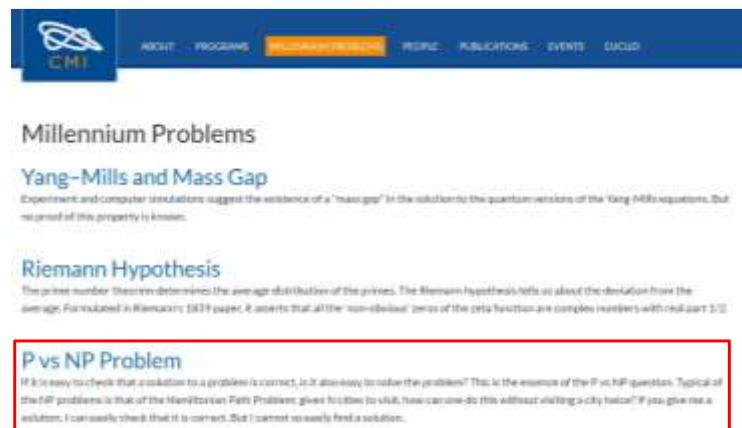 CMI
ABOUT PROGRAMS MILLENNIUM PROBLEMS PEOPLE PUBLICATIONS EVENTS EUCLID
Millennium Problems
Yang–Mills and Mass Gap
Experiment and computer simulations suggest the existence of a "mass gap" in the solution to the quantum versions of the Yang-Mills equations. But
no proof of this property is known.
Riemann Hypothesis
The prime number theorem determines the average distribution of the primes. The Riemann hypothesis tells us about the deviation from the
average. Formulated in Riemann's 1859 paper, it asserts that all the 'non-obvious' zeros of the zeta function are complex numbers with real part 1/2.
P vs NP Problem
If it is easy to check that a solution to a problem is correct, is it also easy to solve the problem? This is the essence of the P vs NP question. Typical of
the NP problems is that of the Hamiltonian Path Problem: given N cities to visit, how can one do this without visiting a city twice? If you give me a
solution, I can easily check that it is correct. But I cannot so easily find a solution.